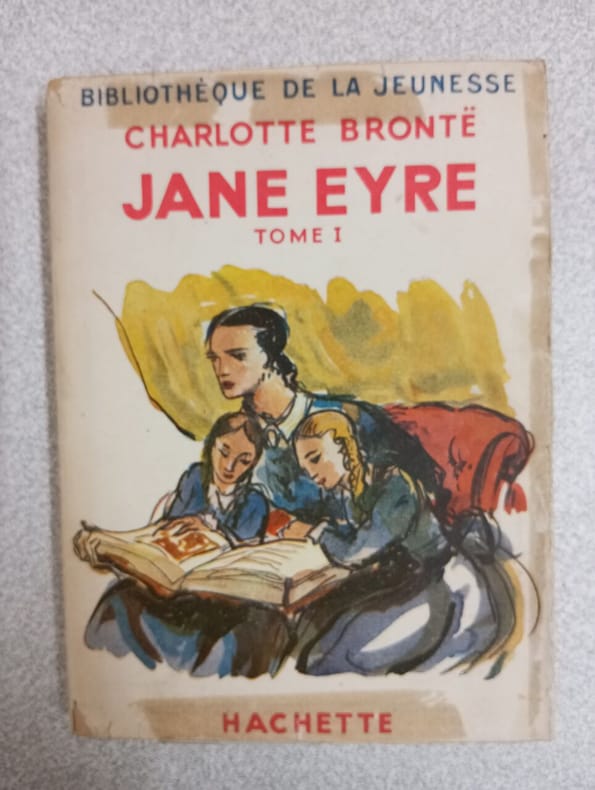 BIBLIOTHÈQUE DE LA JEUNESSE
CHARLOTTE BRONTË
JANE EYRE
TOME I
HACHETTE